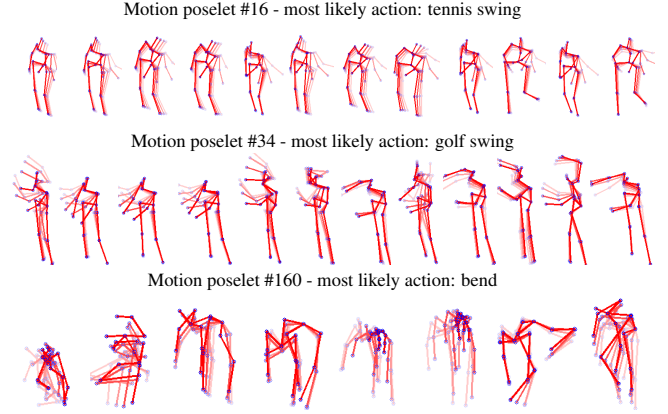 Motion poselet #16 - most likely action: tennis swing
Motion poselet #34 - most likely action: golf swing
Motion poselet #160 - most likely action: bend